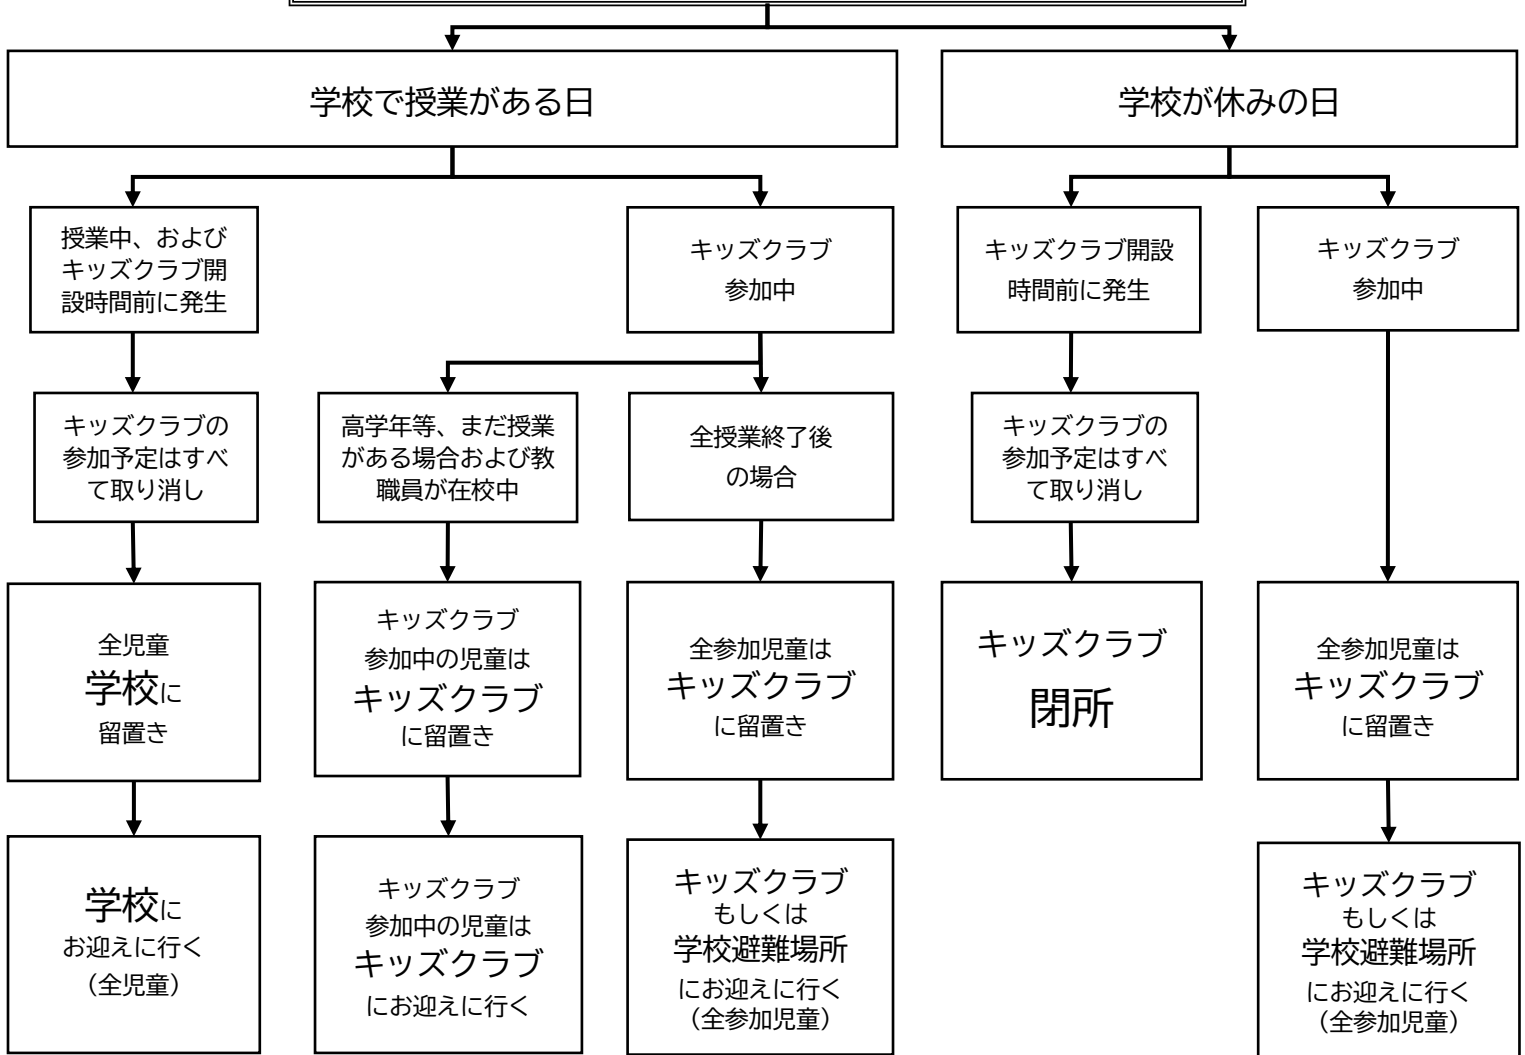 学校で授業がある日
学校が休みの日
授業中、および
キッズクラブ開
設時間前に発生
キッズクラブ
参加中
キッズクラブ開設
時間前に発生
キッズクラブ
参加中
キッズクラブの
参加予定はすべ
て取り消し
高学年等、まだ授業
がある場合および教
職員が在校中
全授業終了後
の場合
キッズクラブの
参加予定はすべ
て取り消し
全児童
学校に
留置き
キッズクラブ
参加中の児童は
キッズクラブ
に留置き
全参加児童は
キッズクラブ
に留置き
キッズクラブ
閉所
全参加児童は
キッズクラブ
に留置き
学校に
お迎えに行く
（全児童）
キッズクラブ
参加中の児童は
キッズクラブ
にお迎えに行く
キッズクラブ
もしくは
学校避難場所
にお迎えに行く
（全参加児童）
キッズクラブ
もしくは
学校避難場所
にお迎えに行く
（全参加児童）